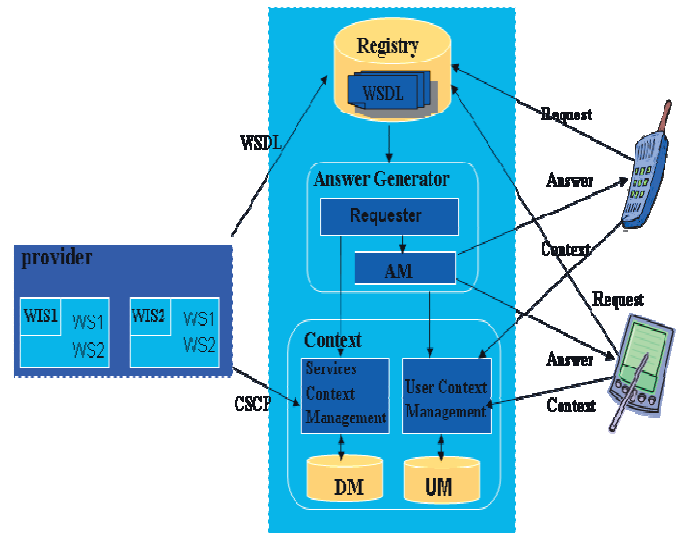 Registry
WSDL
WSDL
Request
Answer Generator
Answer
Requester
Context
AM
provider
WIS1
WS1
WS2
WIS2
WS1
WS2
Request
Context
Services
Context
Management
User Context
Management
Answer
Context
CSCP
DM
UM